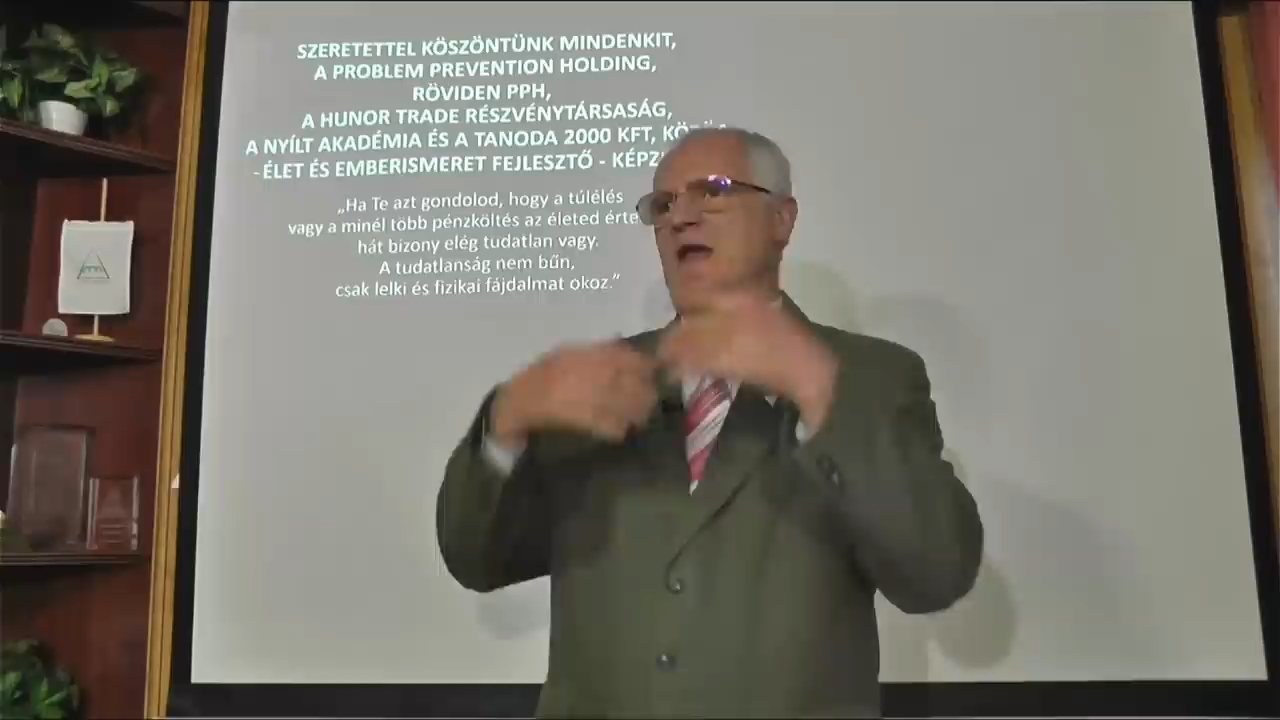 SZERETETTEL KÖSZÖNTÜNK MINDENKIT,
A PROBLEM PREVENTION HOLDING,
RÖVIDEN PPH,
A HUNOR TRADE RÉSZVÉNYTÁRSASÁG,
A NYÍLT AKADÉMIA ÉS A TANODA 2000 KFT,
- ÉLET ÉS EMBERISMERET FEJLESZTŐ -
„Ha Te azt gondolod, hogy a túlélés
vagy a minél több pénzköltés az életed
hát bizony elég tudatlan vagy.
A tudatlanság nem bűn,
csak lelki és fizikai fájdalmat okoz.”